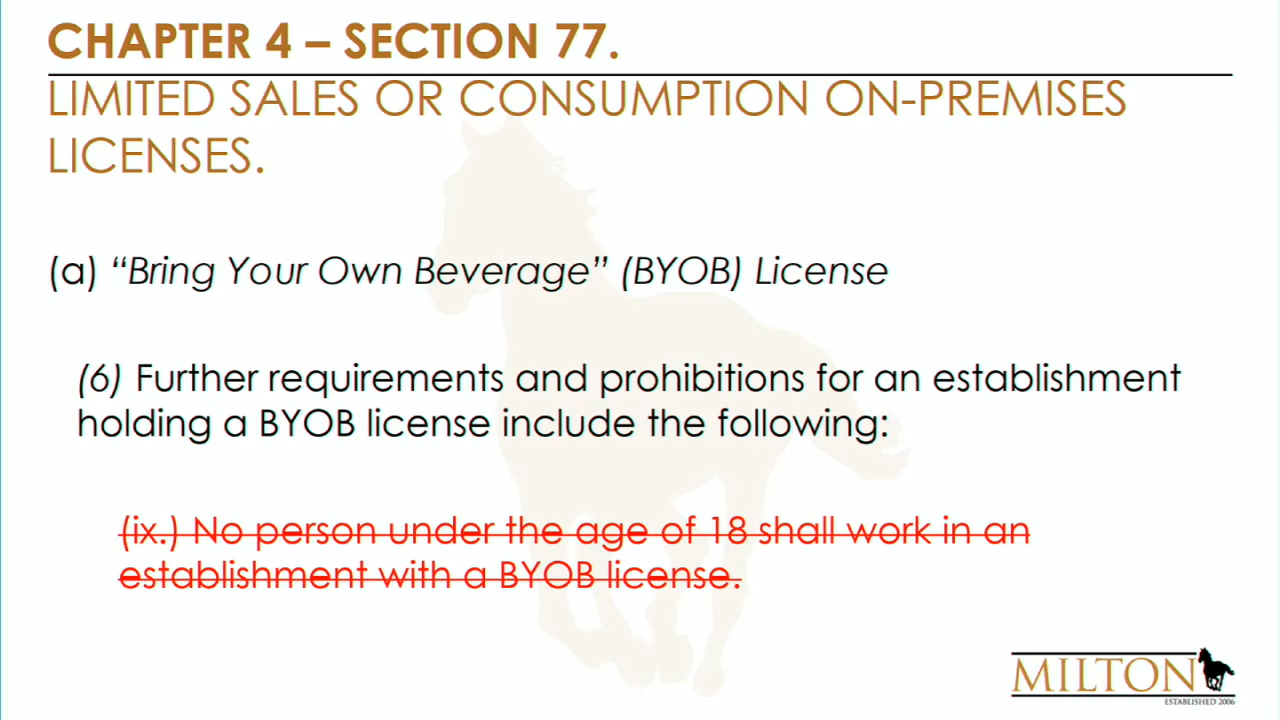 CHAPTER 4 – SECTION 77.
LIMITED SALES OR CONSUMPTION ON-PREMISES
LICENSES.
(a) “Bring Your Own Beverage” (BYOB) License
(6) Further requirements and prohibitions for an establishment
holding a BYOB license include the following:
(ix.) No person under the age of 18 shall work in an
establishment with a BYOB license.
MILTON
ESTABLISHED 2006